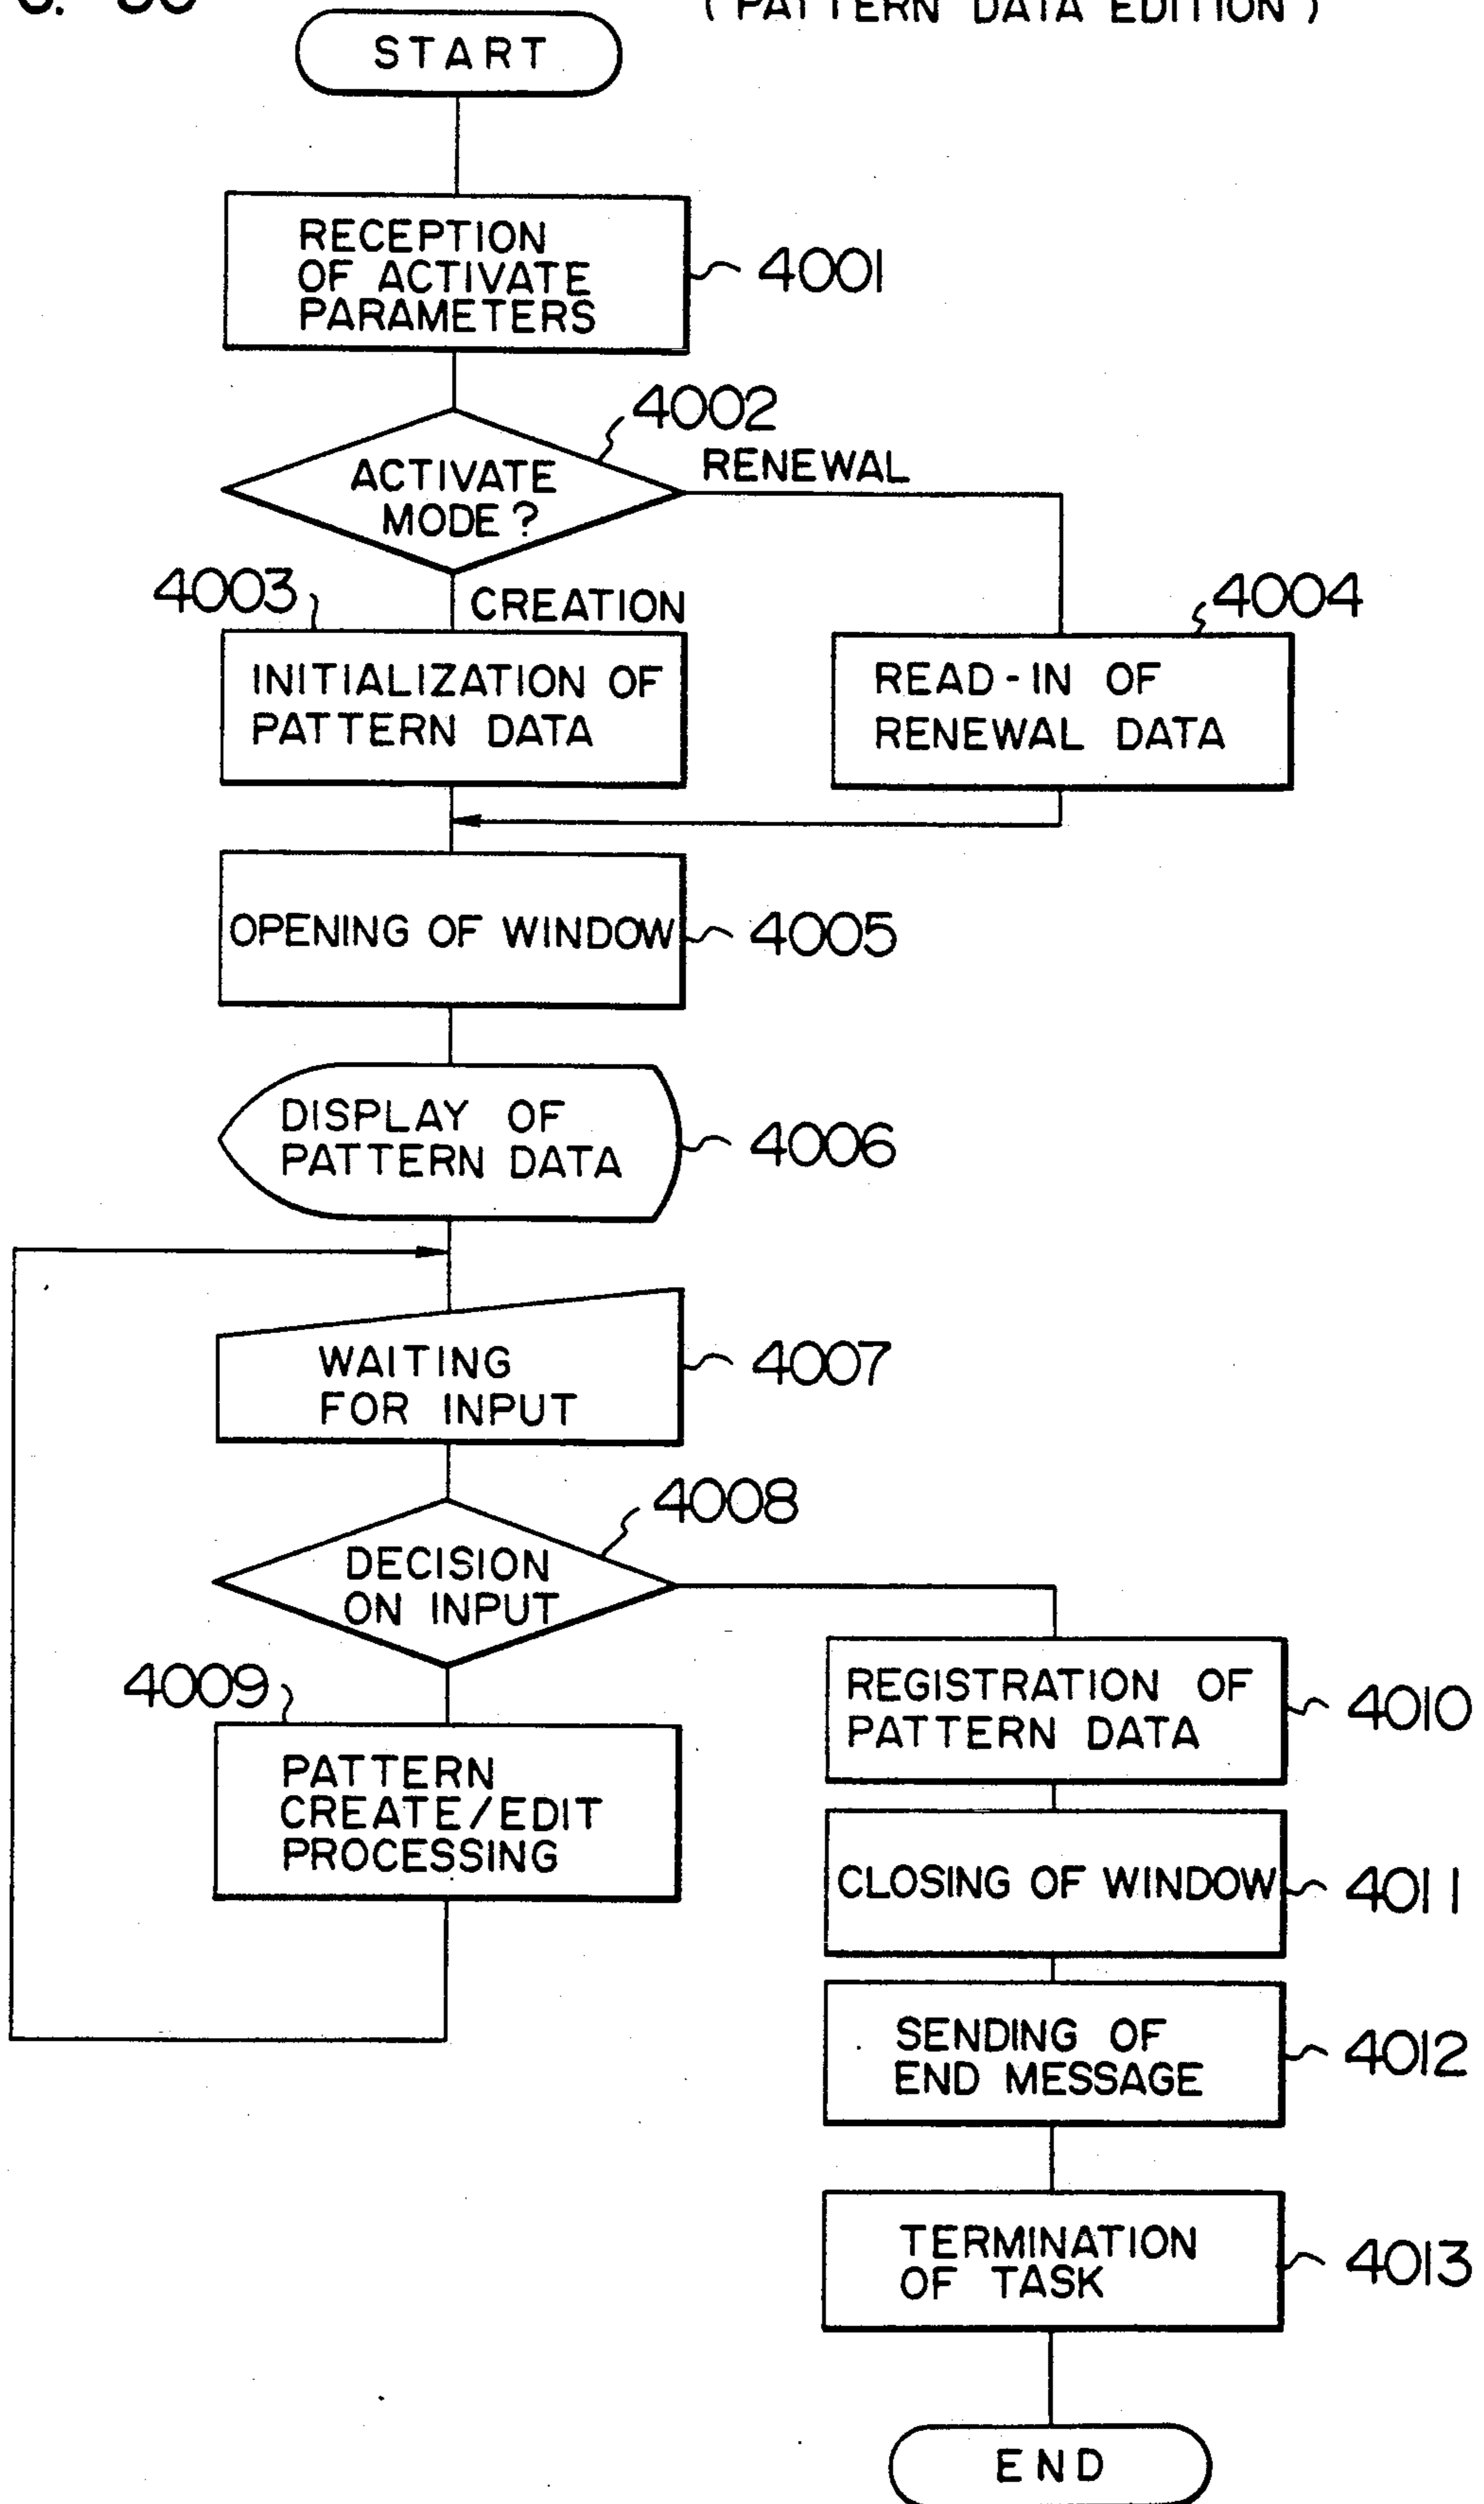 ( PATTERN DATA EDITION )
START
RECEPTION
OF ACTIVATE
PARAMETERS
4001
4002
RENEWAL
ACTIVATE
MODE?
4003
CREATION
4004
INITIALIZATION OF
PATTERN DATA
READ-IN OF
RENEWAL DATA
OPENING OF WINDOW
4005
DISPLAY OF
PATTERN DATA
4006
WAITING
FOR INPUT
4007
4008
DECISION
ON INPUT
4009
REGISTRATION OF
PATTERN DATA
4010
PATTERN
CREATE/EDIT
PROCESSING
CLOSING OF WINDOW
4011
SENDING OF
END MESSAGE
4012
TERMINATION
OF TASK
4013
END